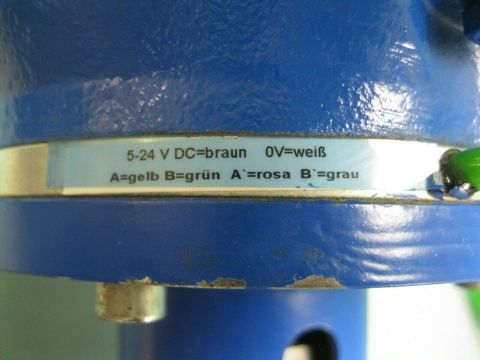 5-24 V DC=braun 0V=weiß
A=gelb B=grün A`=rosa B`=grau